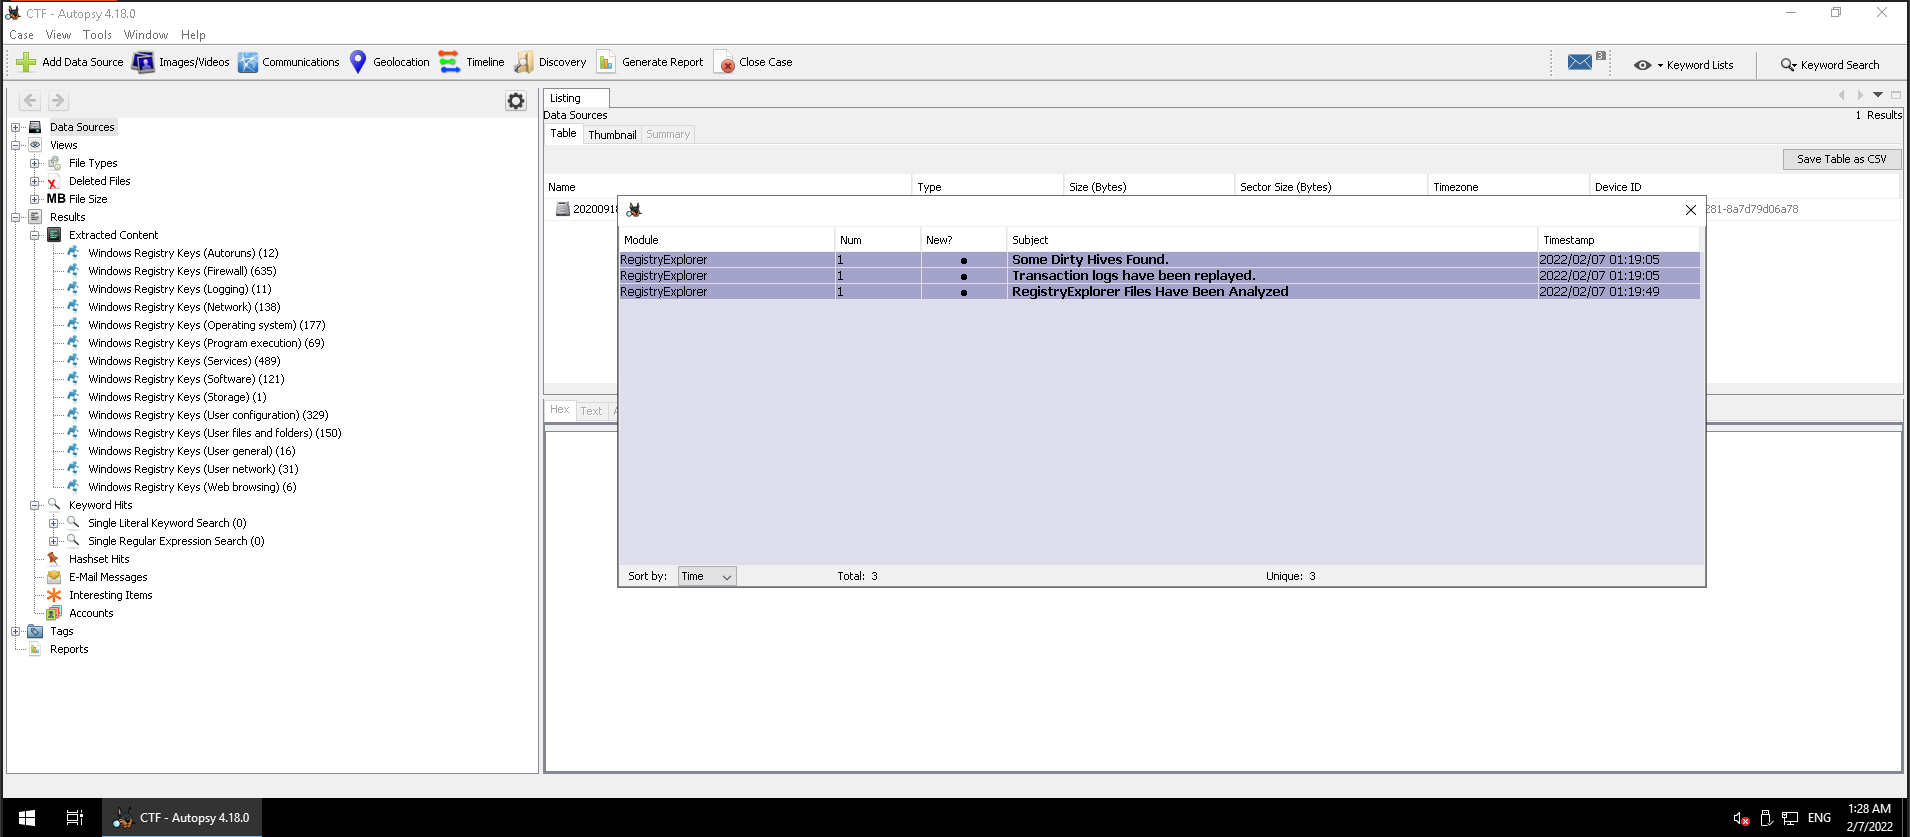 CTF - Autopsy 4.18.0
Case View Tools Window Help
Add Data Source Images/Videos Communications Geolocation Timeline Discovery Generate Report Close Case 3 Keyword Lists Keyword Search
Listing
Data Sources 1 Results
Table Thumbnail Summary
Save Table as CSV
Name Type Size (Bytes) Sector Size (Bytes) Timezone Device ID
20200918 281-8a7d79d06a78
Data Sources
Views
File Types
Deleted Files
MB File Size
Results
Extracted Content
Windows Registry Keys (Autoruns) (12)
Windows Registry Keys (Firewall) (635)
Windows Registry Keys (Logging) (11)
Windows Registry Keys (Network) (138)
Windows Registry Keys (Operating system) (177)
Windows Registry Keys (Program execution) (69)
Windows Registry Keys (Services) (489)
Windows Registry Keys (Software) (121)
Windows Registry Keys (Storage) (1)
Windows Registry Keys (User configuration) (329)
Windows Registry Keys (User files and folders) (150)
Windows Registry Keys (User general) (16)
Windows Registry Keys (User network) (31)
Windows Registry Keys (Web browsing) (6)
Keyword Hits
Single Literal Keyword Search (0)
Single Regular Expression Search (0)
Hashset Hits
E-Mail Messages
Interesting Items
Accounts
Tags
Reports
Module Num New? Subject Timestamp
RegistryExplorer 1 ● Some Dirty Hives Found. 2022/02/07 01:19:05
RegistryExplorer 1 ● Transaction logs have been replayed. 2022/02/07 01:19:05
RegistryExplorer 1 ● RegistryExplorer Files Have Been Analyzed 2022/02/07 01:19:49
Sort by: Time Total: 3 Unique: 3
Hex Text
CTF - Autopsy 4.18.0
ENG
1:28 AM
2/7/2022